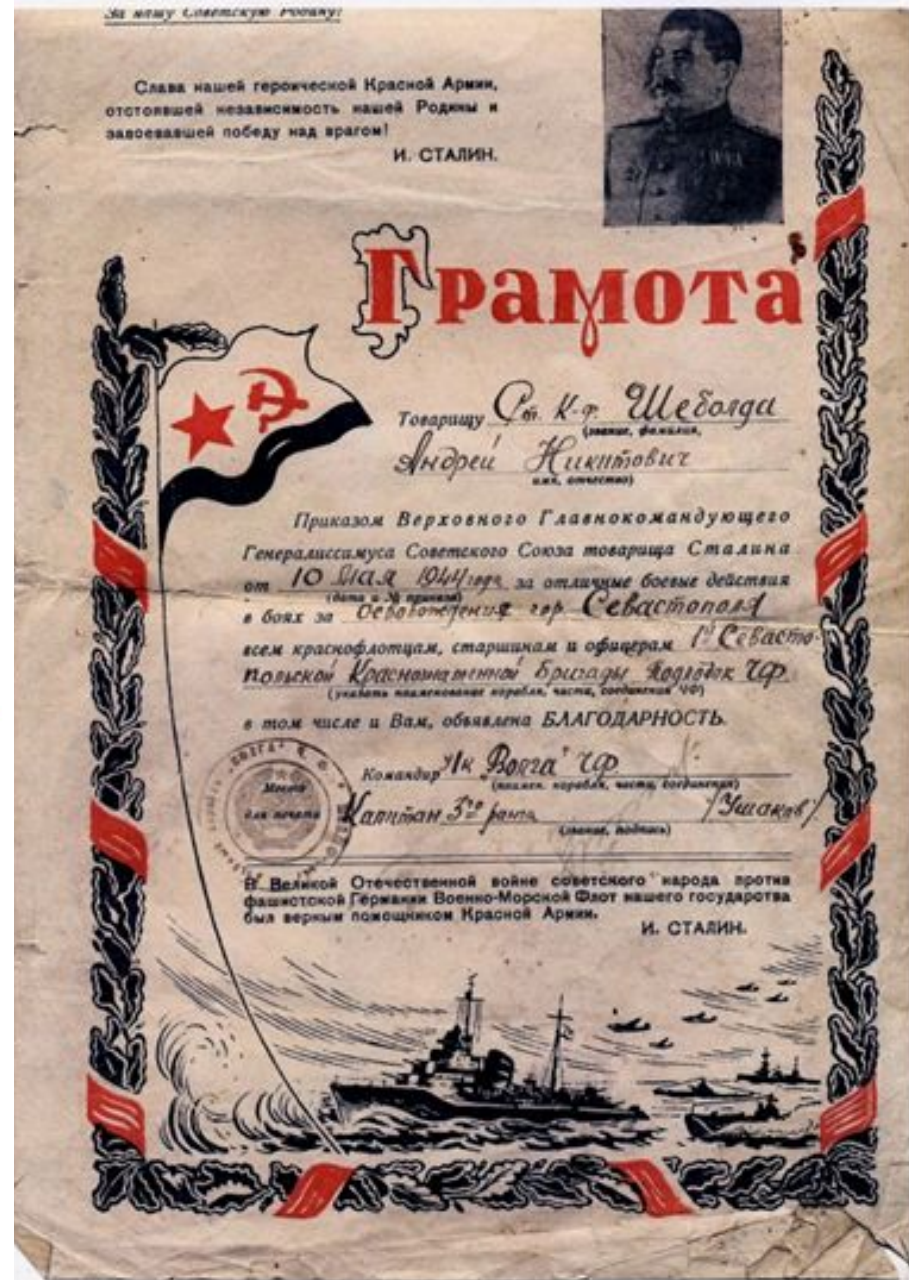 За нашу Советскую Родину!
Слава нашей героической Красной Армии,
отстоявшей независимость нашей Родины и
завоевавшей победу над врагом!
И. СТАЛИН.
Грамота
Товарищу Ст. К-ф. Шеболда
(звание, фамилия,
Андрей Никитович
имя, отчество)
Приказом Верховного Главнокомандующего
Генералиссимуса Советского Союза товарища Сталина
от 10 Мая 1944 года за отличные боевые действия
(дата и № приказа)
в боях за Освобождения гор Севастополя
всем краснофлотцам, старшинам и офицерам 1й Севасто-
польской Краснознаменной Бригады Подлодок ЧФ
(указать наименование корабля, части, соединения ЧФ)
в том числе и Вам, объявлена БЛАГОДАРНОСТЬ.
Командир "Волга" ЧФ
(наимен. корабля, части, соединения)
Капитан 3го ранга /Ушаков/
(звание, подпись)
Место
для печати
"ВОЛГА"
В Великой Отечественной войне советского народа против
фашистской Германии Военно-Морской Флот нашего государства
был верным помощником Красной Армии.
И. СТАЛИН.